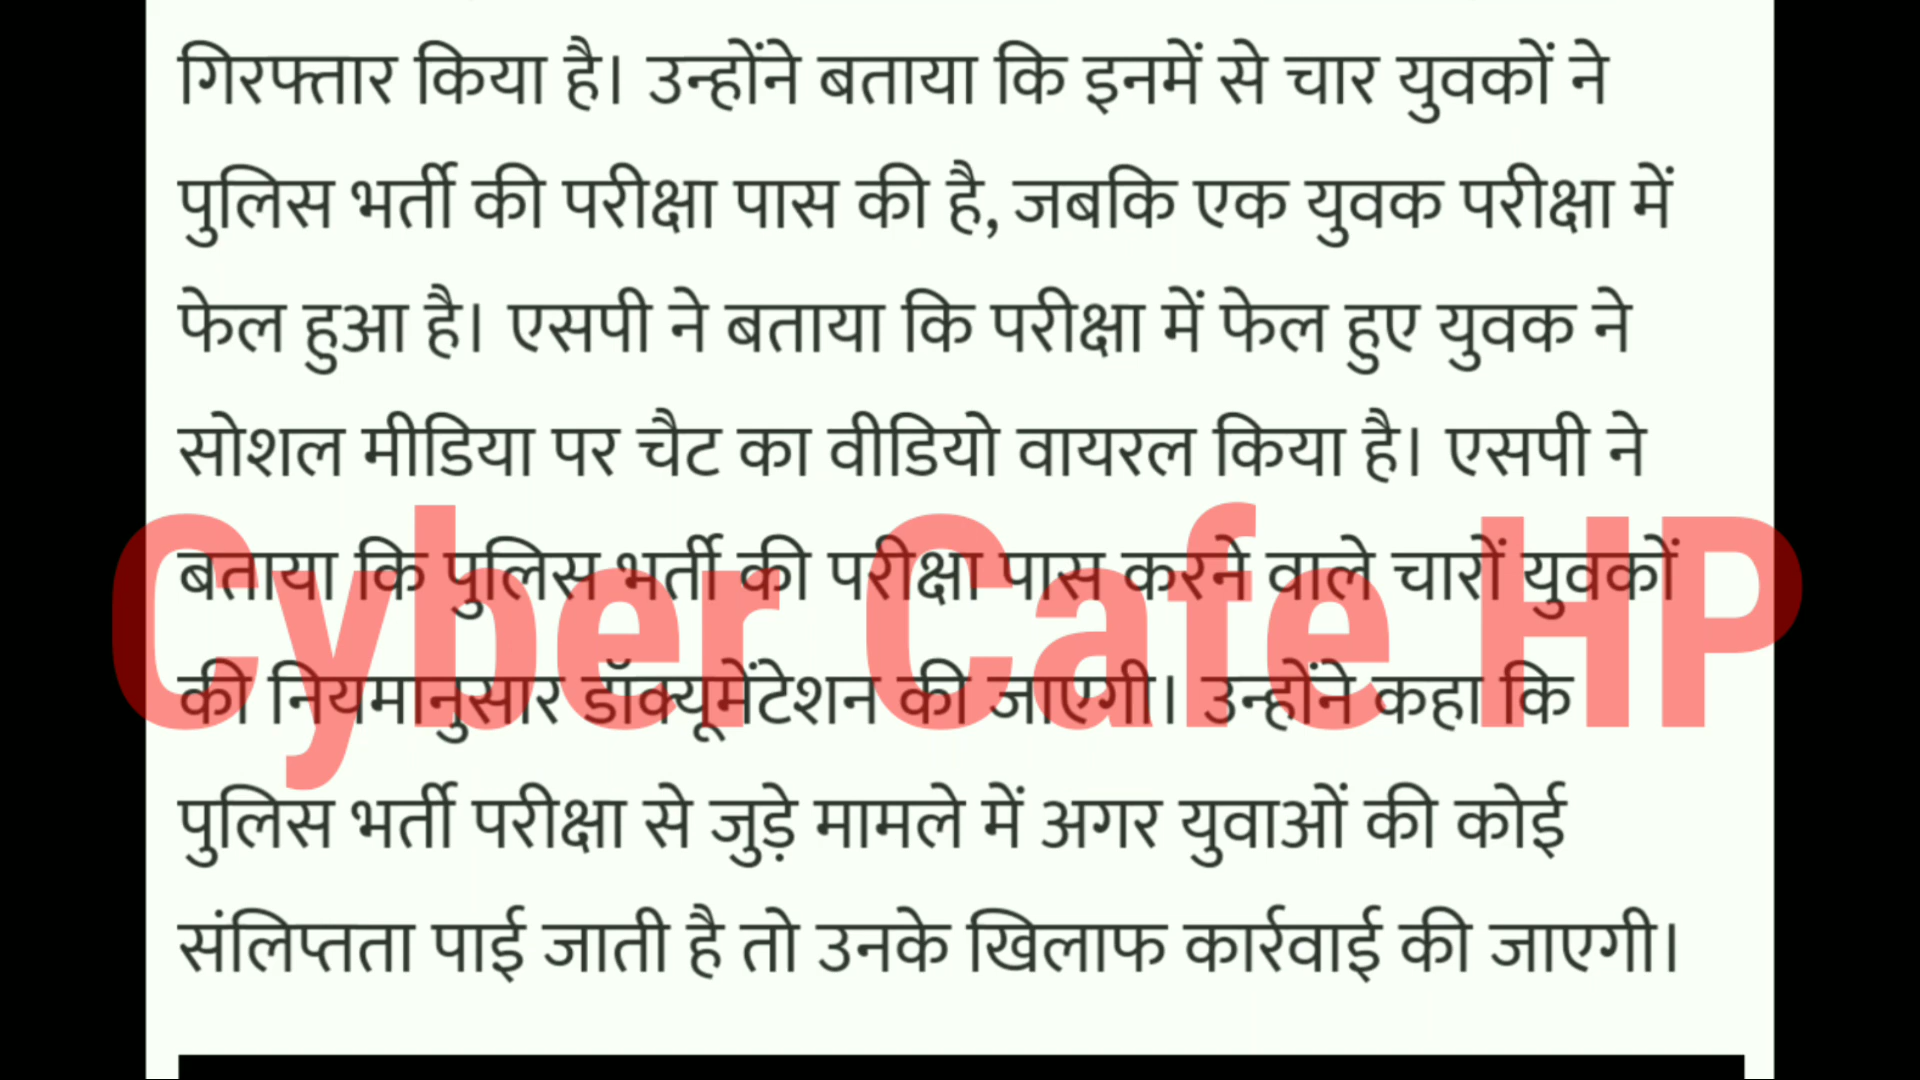 गिरफ्तार किया है। उन्होंने बताया कि इनमें से चार युवकों ने
पुलिस भर्ती की परीक्षा पास की है, जबकि एक युवक परीक्षा में
फेल हुआ है। एसपी ने बताया कि परीक्षा में फेल हुए युवक ने
सोशल मीडिया पर चैट का वीडियो वायरल किया है। एसपी ने
बताया कि पुलिस भर्ती की परीक्षा पास करने वाले चारों युवकों
की नियमानुसार डॉक्यूमेंटेशन की जाएगी। उन्होंने कहा कि
पुलिस भर्ती परीक्षा से जुड़े मामले में अगर युवाओं की कोई
संलिप्तता पाई जाती है तो उनके खिलाफ कार्रवाई की जाएगी।
Cyber Cafe HP